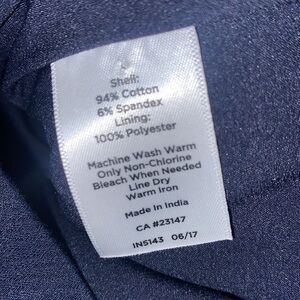 Shell:
94% Cotton
6% Spandex
Lining:
100% Polyester
Machine Wash Warm
Only Non-Chlorine
Bleach When Needed
Line Dry
Warm Iron
Made in India
CA #23147
IN5143 06/17